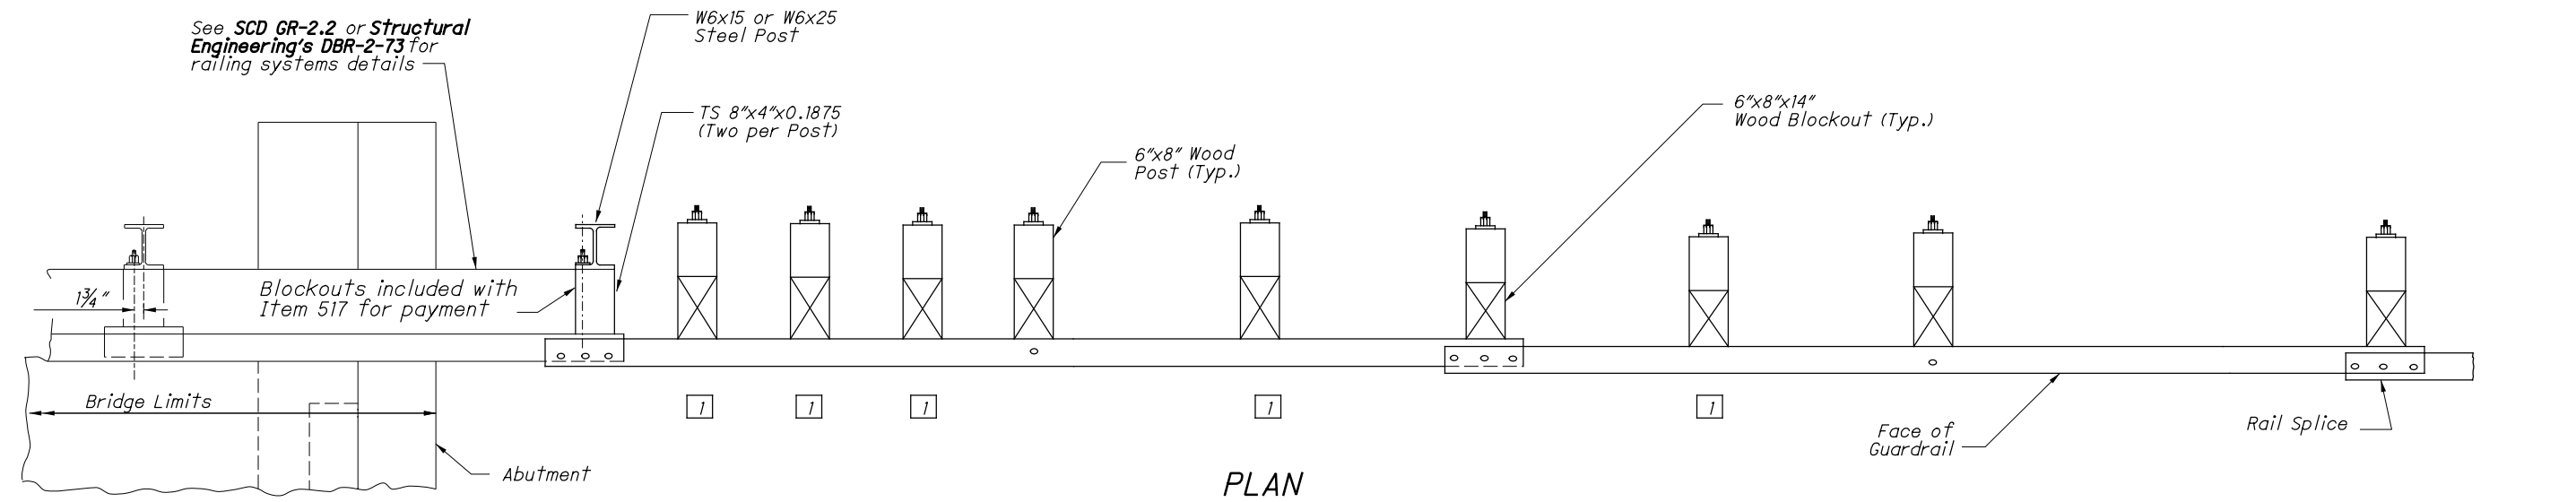 See SCD GR-2.2 or Structural
Engineering's DBR-2-73 for
railing systems details
W6x15 or W6x25
Steel Post
TS 8"x4"x0.1875
(Two per Post)
6"x8" Wood
Post (Typ.)
6"x8"x14"
Wood Blockout (Typ.)
1 3/4"
Blockouts included with
Item 517 for payment
Bridge Limits
1
1
1
1
1
Face of
Guardrail
Rail Splice
Abutment
PLAN